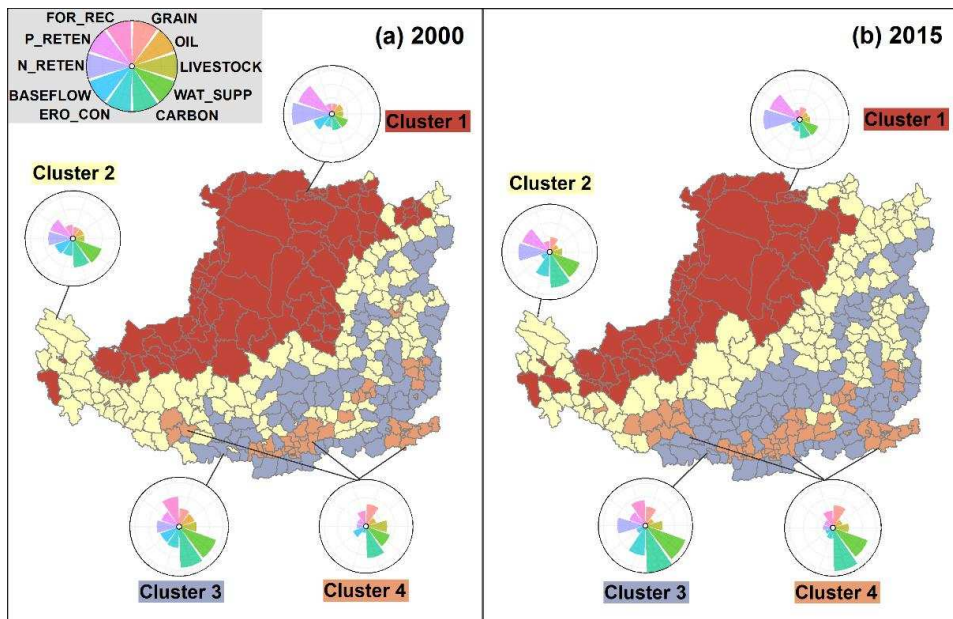 FOR_REC GRAIN
P_RETEN OIL
N_RETEN LIVESTOCK
BASEFLOW WAT_SUPP
ERO_CON CARBON
(a) 2000
Cluster 1
Cluster 2
Cluster 3
Cluster 4
(b) 2015
Cluster 1
Cluster 2
Cluster 3
Cluster 4